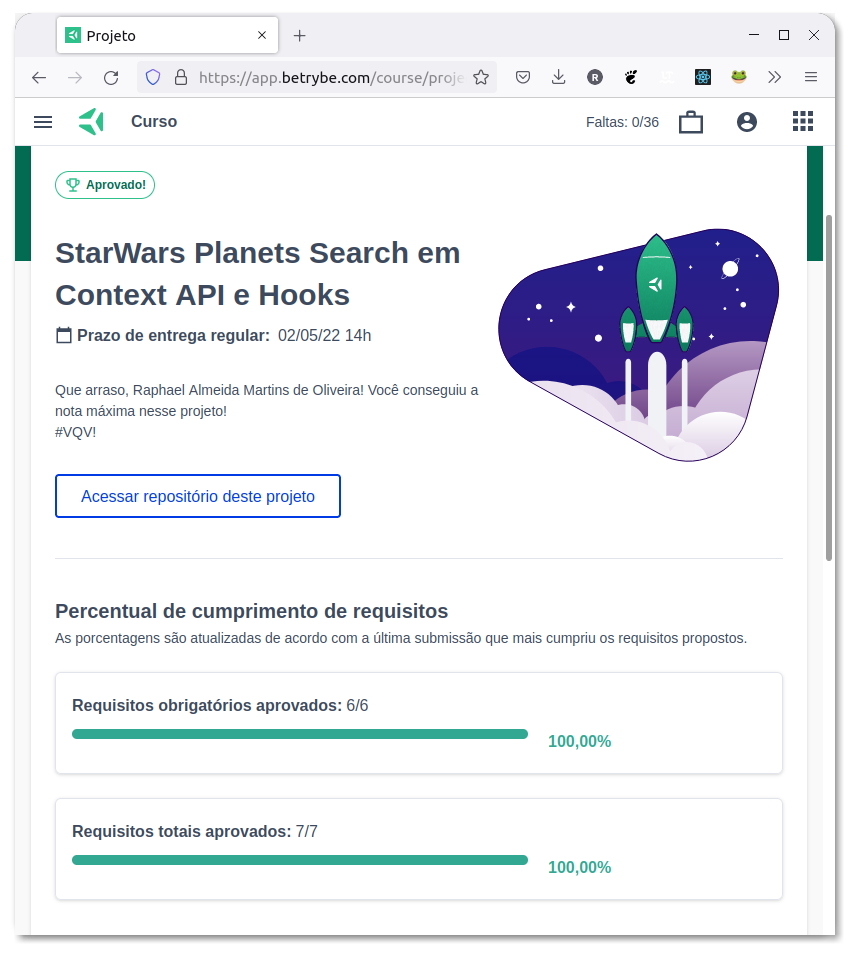 Projeto
https://app.betrybe.com/course/proje
Curso
Faltas: 0/36
Aprovado!
StarWars Planets Search em
Context API e Hooks
Prazo de entrega regular: 02/05/22 14h
Que arraso, Raphael Almeida Martins de Oliveira! Você conseguiu a
nota máxima nesse projeto!
#VQV!
Acessar repositório deste projeto
Percentual de cumprimento de requisitos
As porcentagens são atualizadas de acordo com a última submissão que mais cumpriu os requisitos propostos.
Requisitos obrigatórios aprovados: 6/6
100,00%
Requisitos totais aprovados: 7/7
100,00%